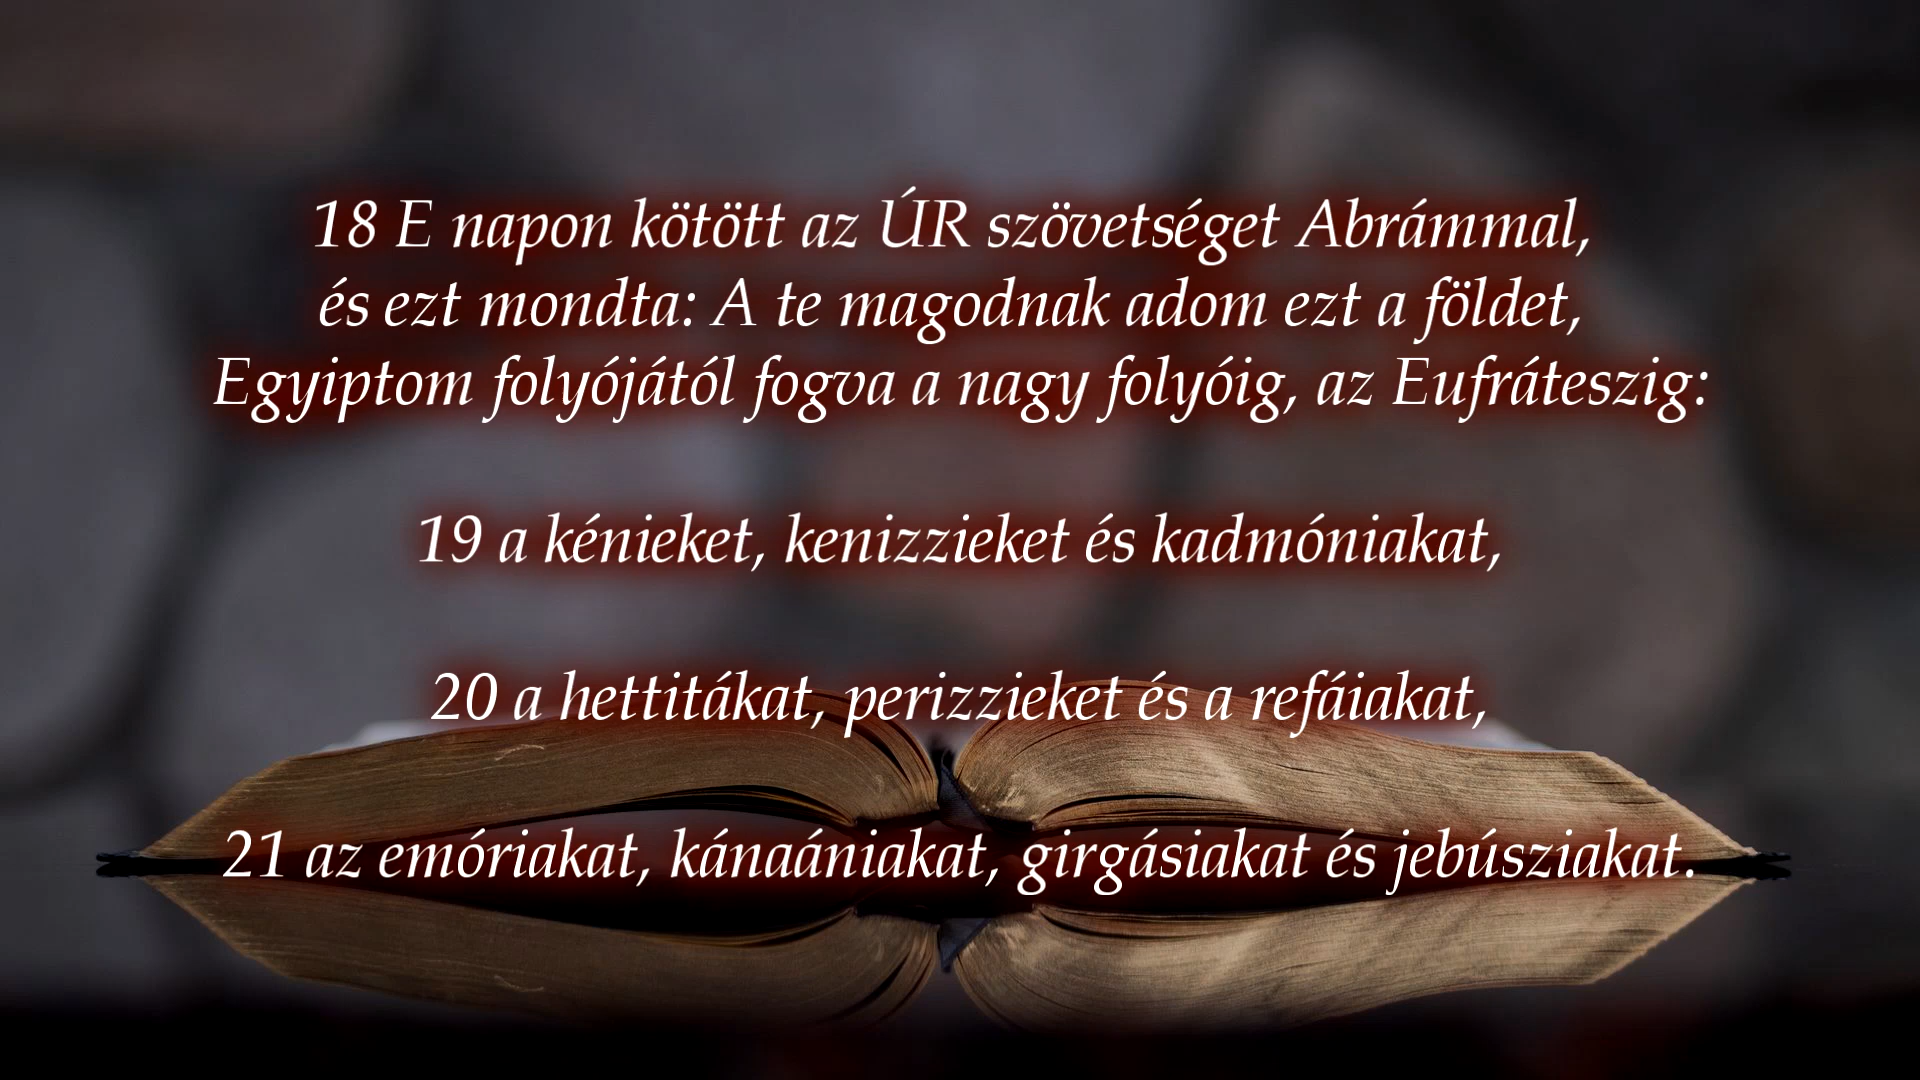 18 E napon kötött az ÚR szövetséget Abrámmal,
és ezt mondta: A te magodnak adom ezt a földet,
Egyiptom folyójától fogva a nagy folyóig, az Eufráteszig:
19 a kénieket, kenizzieket és kadmóniakat,
20 a hettitákat, perizzieket és a refáiakat,
21 az emóriakat, kánaániakat, girgásiakat és jebúsziakat.